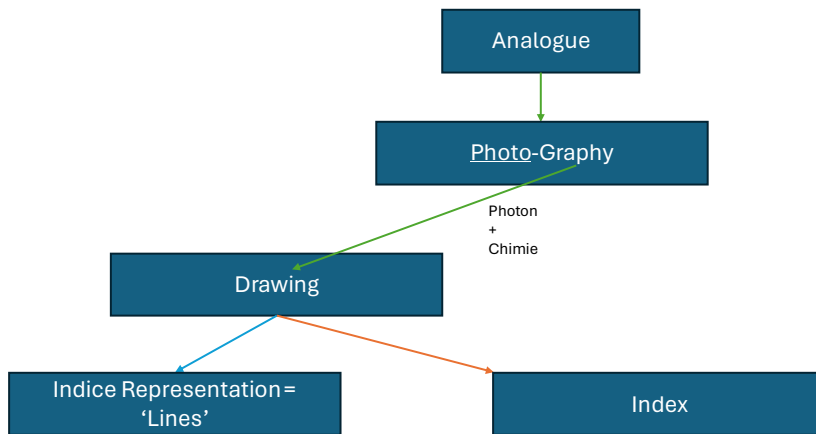 Analogue
Photo-Graphy
Photon
+
Chimie
Drawing
Indice Representation =
‘Lines’
Index